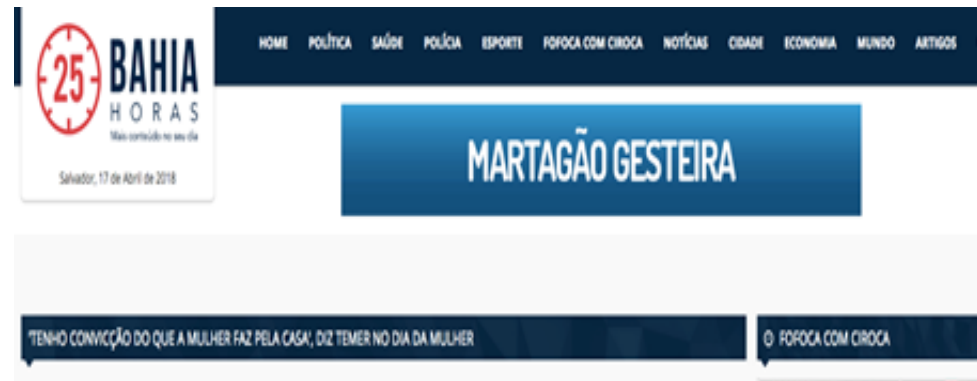 HOME POLÍTICA SAÚDE POLÍCIA ESPORTE FOFOCA COM CIROCA NOTÍCIAS CIDADE ECONOMIA MUNDO ARTIGOS
25 BAHIA
HORAS
Mais conteúdo no seu dia
Salvador, 17 de Abril de 2018
MARTAGÃO GESTEIRA
'TENHO CONVICÇÃO DO QUE A MULHER FAZ PELA CASA', DIZ TEMER NO DIA DA MULHER
FOFOCA COM CIROCA